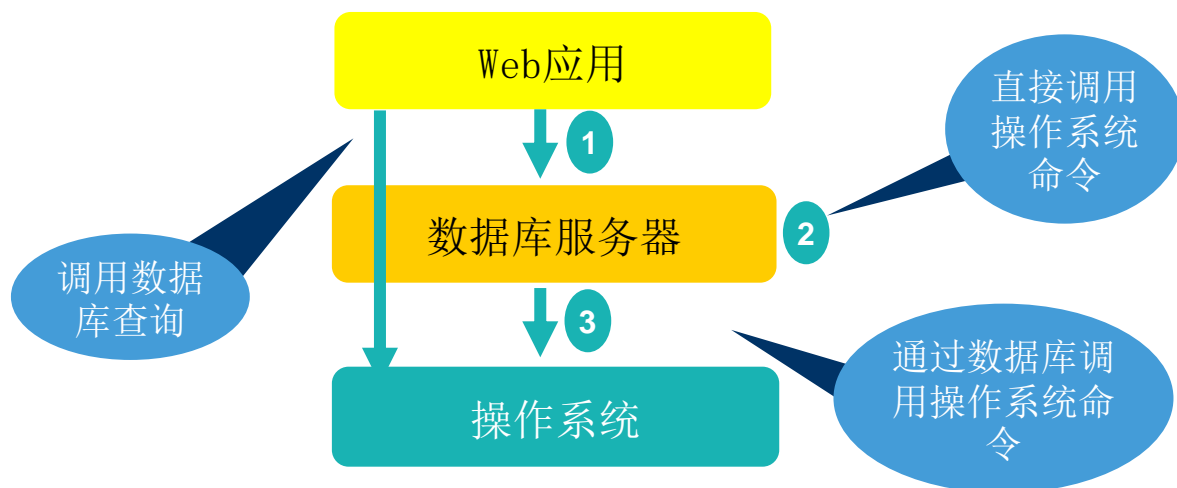 Web应用
1
直接调用
操作系统
命令
数据库服务器
2
调用数据
库查询
3
通过数据库调
用操作系统命
令
操作系统